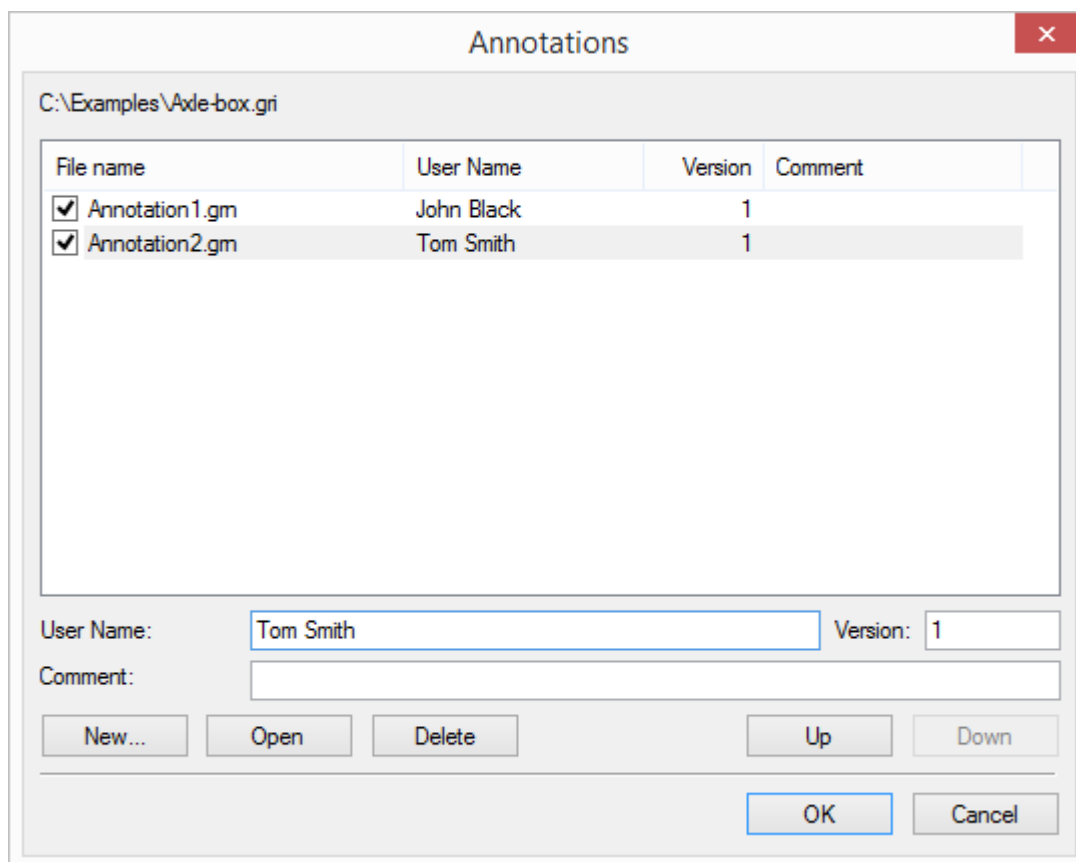 Annotations
C:\Examples\Axle-box.gri
File name User Name Version Comment
Annotation1.grn John Black 1
Annotation2.grn Tom Smith 1
User Name: Tom Smith Version: 1
Comment:
New... Open Delete Up Down
OK Cancel